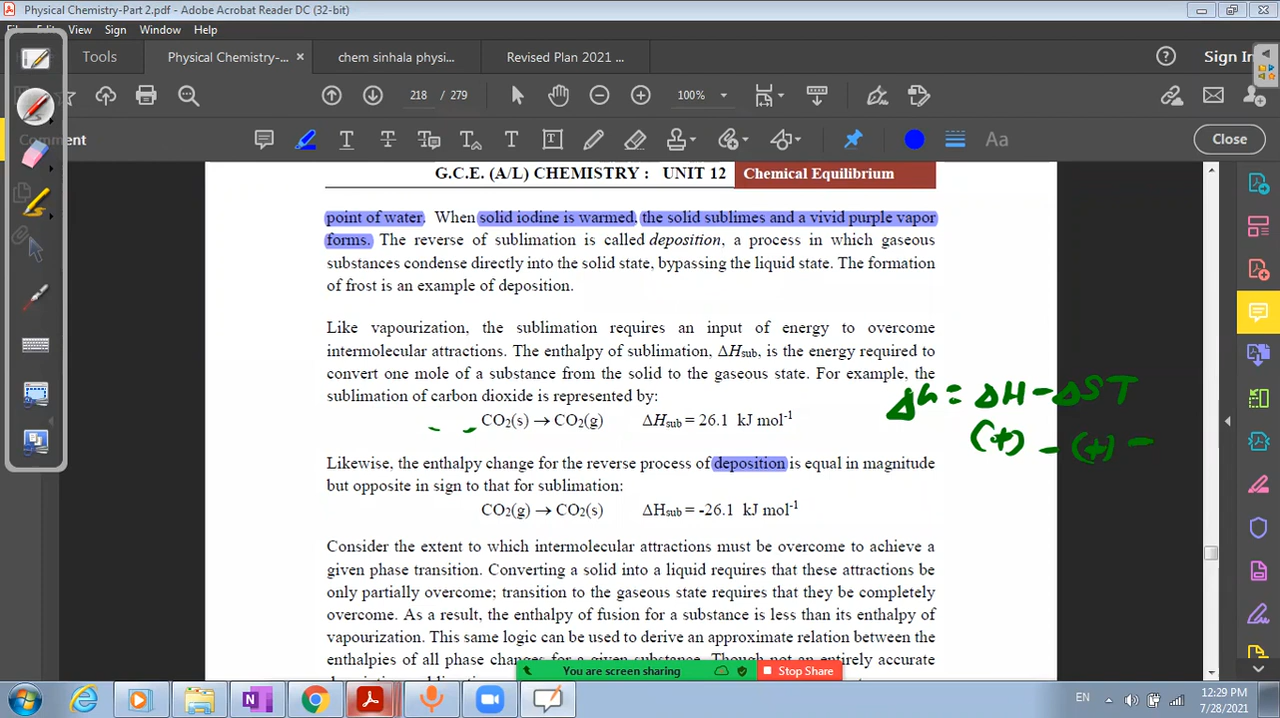 Physical Chemistry-Part 2.pdf - Adobe Acrobat Reader DC (32-bit)
View Sign Window Help
Tools Physical Chemistry-... × chem sinhala physi... Revised Plan 2021 ... Sign In
218 / 279 100%
Comment Aa Close
G.C.E. (A/L) CHEMISTRY : UNIT 12 Chemical Equilibrium
point of water. When solid iodine is warmed, the solid sublimes and a vivid purple vapor
forms. The reverse of sublimation is called deposition, a process in which gaseous
substances condense directly into the solid state, bypassing the liquid state. The formation
of frost is an example of deposition.
Like vapourization, the sublimation requires an input of energy to overcome
intermolecular attractions. The enthalpy of sublimation, ΔHsub, is the energy required to
convert one mole of a substance from the solid to the gaseous state. For example, the
sublimation of carbon dioxide is represented by:
CO2(s) → CO2(g) ΔHsub = 26.1 kJ mol-1
ΔG = ΔH - ΔST
(+) - (+) -
Likewise, the enthalpy change for the reverse process of deposition is equal in magnitude
but opposite in sign to that for sublimation:
CO2(g) → CO2(s) ΔHsub = -26.1 kJ mol-1
Consider the extent to which intermolecular attractions must be overcome to achieve a
given phase transition. Converting a solid into a liquid requires that these attractions be
only partially overcome; transition to the gaseous state requires that they be completely
overcome. As a result, the enthalpy of fusion for a substance is less than its enthalpy of
vapourization. This same logic can be used to derive an approximate relation between the
enthalpies of all phase changes for a given substance. Though not an entirely accurate
You are screen sharing Stop Share
EN 12:29 PM
7/28/2021